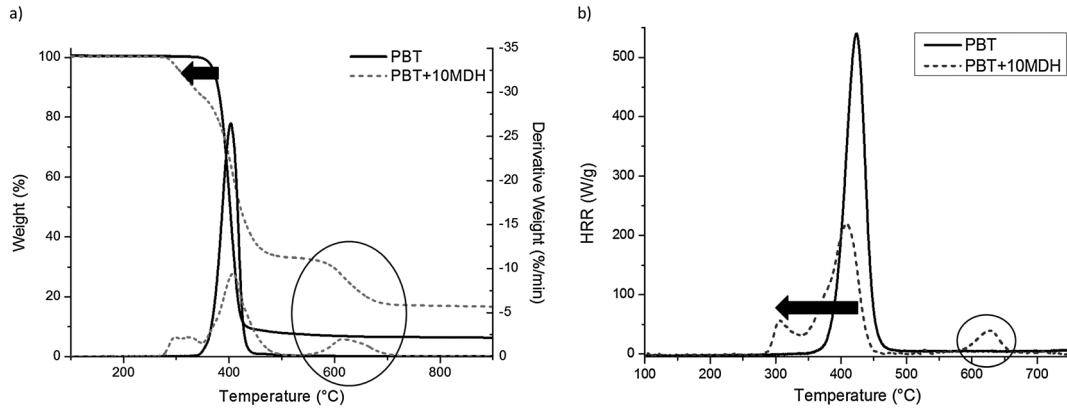 a)
PBT
PBT+10MDH
Weight (%)
100
80
60
40
20
0
Derivative Weight (%/min)
-35
-30
-25
-20
-15
-10
-5
0
200
400
600
800
Temperature (°C)
b)
PBT
PBT+10MDH
HRR (W/g)
500
400
300
200
100
0
100
200
300
400
500
600
700
Temperature (°C)